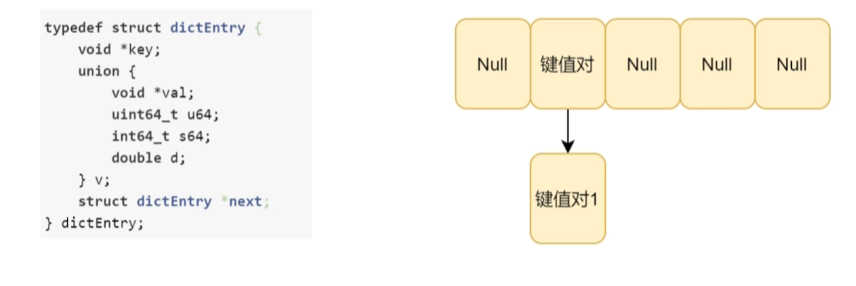 typedef struct dictEntry {
    void *key;
    union {
        void *val;
        uint64_t u64;
        int64_t s64;
        double d;
    } v;
    struct dictEntry *next;
} dictEntry;
Null 键值对 Null Null Null
键值对1